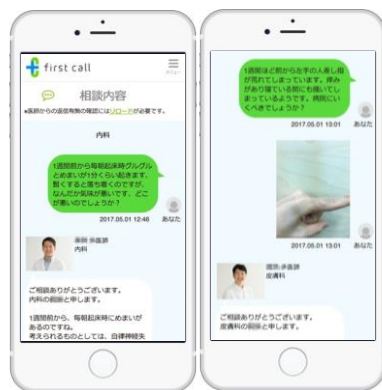 first call
メニュー
相談内容
※医師からの返信有無の確認にはリロードが必要です。
内科
1週間前から毎朝起床時グルグル
とめまいが1分くらい起きます。
暫くすると落ち着くのですが、
なんだか気味が悪いです。どこ
が悪いのでしょうか?
2017.05.01 12:46 あなた
医師
内科
ご相談ありがとうございます。
内科の と申します。
1週間前から、毎朝起床時にめまいが
あるのですね。
考えられるものとしては、自律神経失
1週間ほど前から左手の人差し指
が荒れてしまっています。痒み
があり寝ている間にも掻いてし
まっているようです。病院にい
くべきでしょうか?
2017.05.01 13:01 あなた
2017.05.01 13:01 あなた
医師
皮膚科
ご相談ありがとうございます。
皮膚科の と申します。